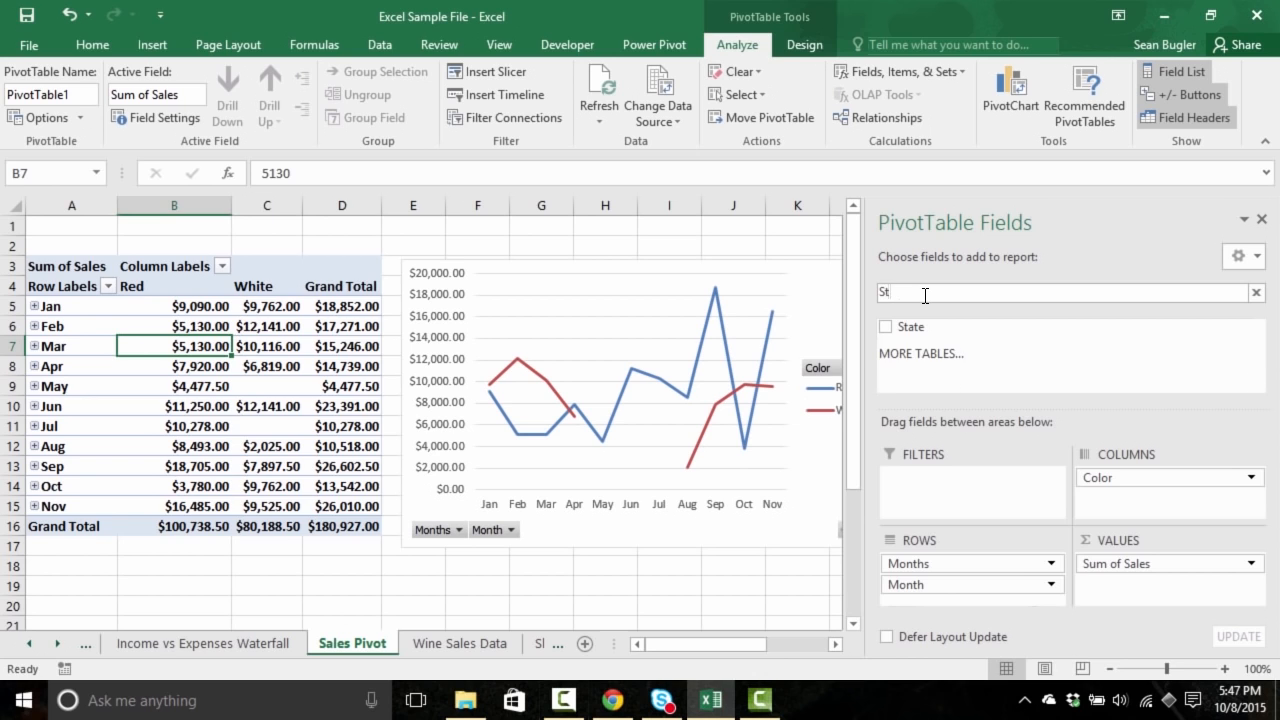 Excel Sample File - Excel
PivotTable Tools
File Home Insert Page Layout Formulas Data Review View Developer Power Pivot Analyze Design Tell me what you want to do... Sean Bugler Share
PivotTable Name: Active Field:
PivotTable1 Sum of Sales
Options Field Settings
Drill Down
Drill Up
PivotTable Active Field
Group Selection
Ungroup
Group Field
Group
Insert Slicer
Insert Timeline
Filter Connections
Filter
Refresh
Change Data Source
Data
Clear
Select
Move PivotTable
Actions
Fields, Items, & Sets
OLAP Tools
Relationships
Calculations
PivotChart
Recommended PivotTables
Tools
Field List
+/- Buttons
Field Headers
Show
B7 fx 5130
A B C D E F G H I J K
1
2
3 Sum of Sales Column Labels
4 Row Labels Red White Grand Total
5 Jan $9,090.00 $9,762.00 $18,852.00
6 Feb $5,130.00 $12,141.00 $17,271.00
7 Mar $5,130.00 $10,116.00 $15,246.00
8 Apr $7,920.00 $6,819.00 $14,739.00
9 May $4,477.50 $4,477.50
10 Jun $11,250.00 $12,141.00 $23,391.00
11 Jul $10,278.00 $10,278.00
12 Aug $8,493.00 $2,025.00 $10,518.00
13 Sep $18,705.00 $7,897.50 $26,602.50
14 Oct $3,780.00 $9,762.00 $13,542.00
15 Nov $16,485.00 $9,525.00 $26,010.00
16 Grand Total $100,738.50 $80,188.50 $180,927.00
17
18
19
20
21
$20,000.00
$18,000.00
$16,000.00
$14,000.00
$12,000.00
$10,000.00
$8,000.00
$6,000.00
$4,000.00
$2,000.00
$0.00
Jan Feb Mar Apr May Jun Jul Aug Sep Oct Nov
Months Month
Color
PivotTable Fields
Choose fields to add to report:
St
State
MORE TABLES...
Drag fields between areas below:
FILTERS COLUMNS
Color
ROWS Σ VALUES
Months Sum of Sales
Month
Defer Layout Update UPDATE
... Income vs Expenses Waterfall Sales Pivot Wine Sales Data Sl ...
Ready 100%
Ask me anything
5:47 PM
10/8/2015